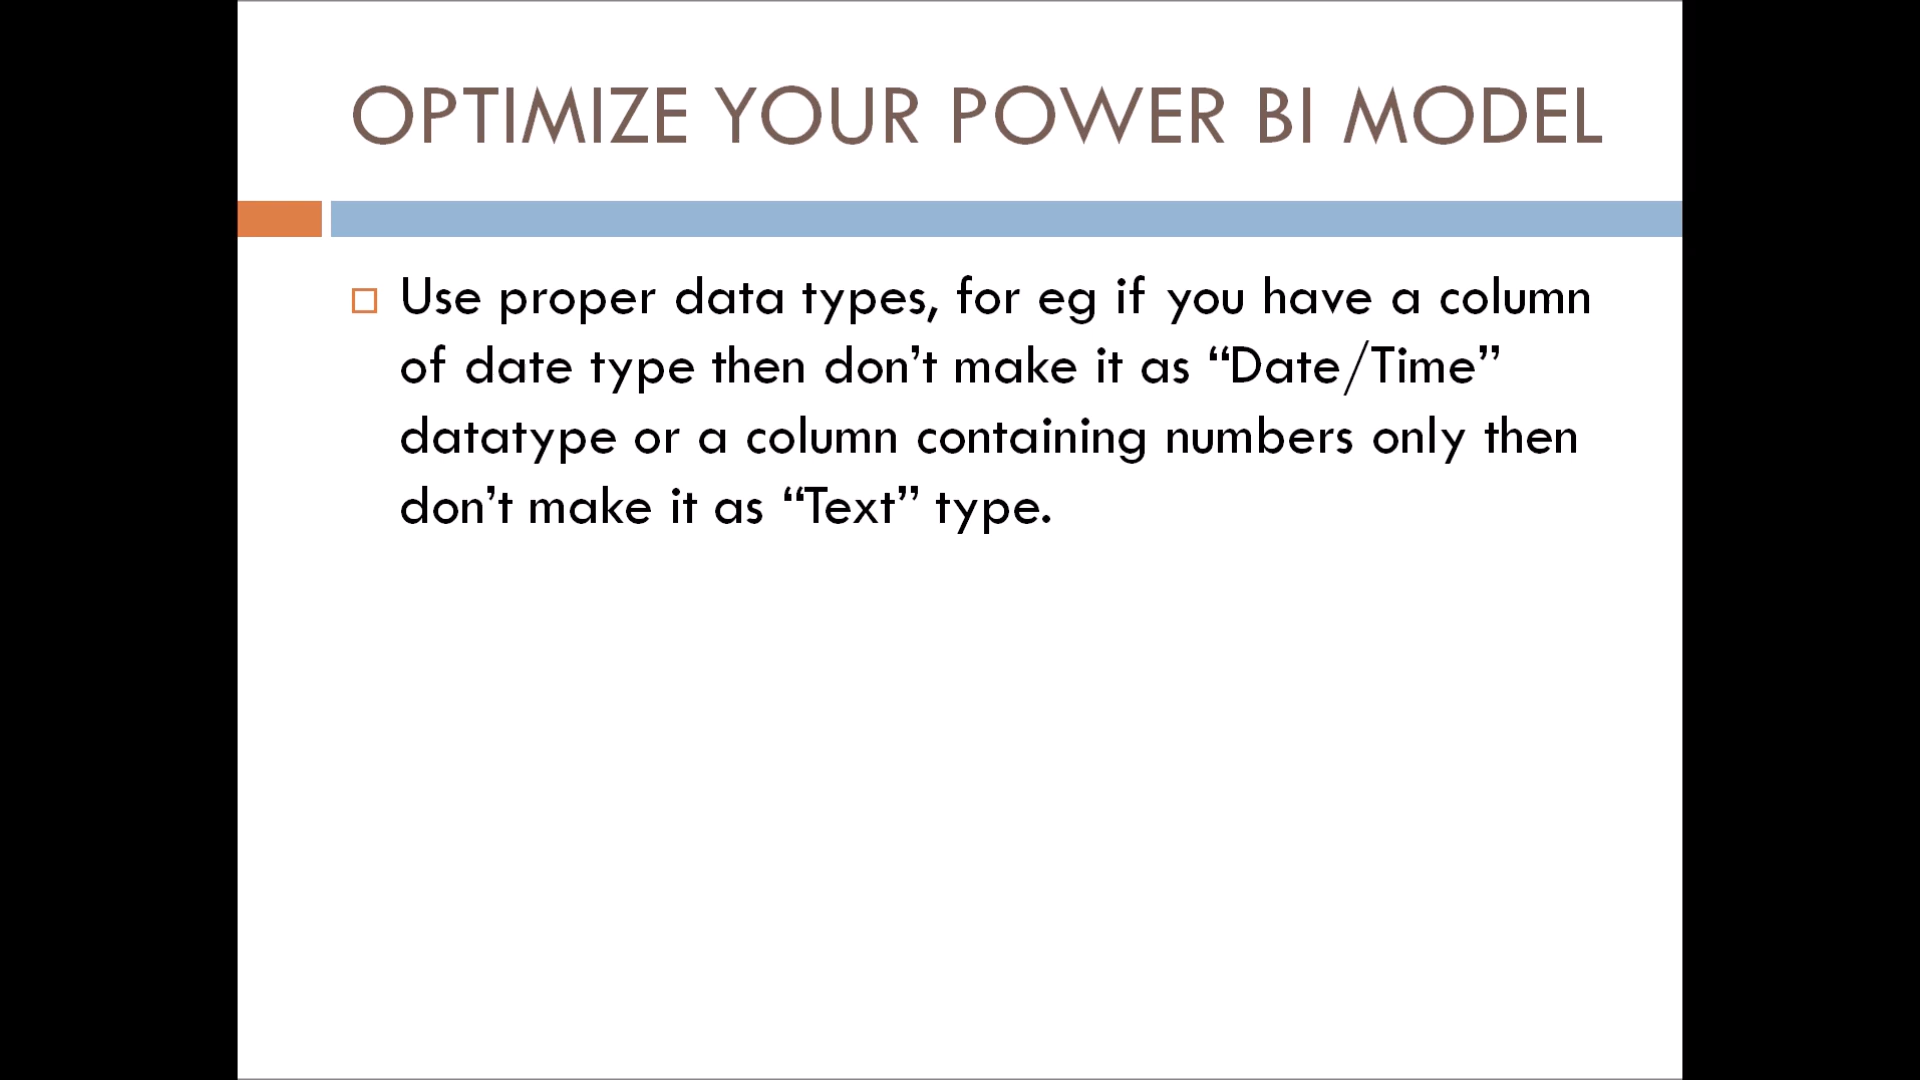 OPTIMIZE YOUR POWER BI MODEL
Use proper data types, for eg if you have a column
of date type then don’t make it as “Date/Time”
datatype or a column containing numbers only then
don’t make it as “Text” type.